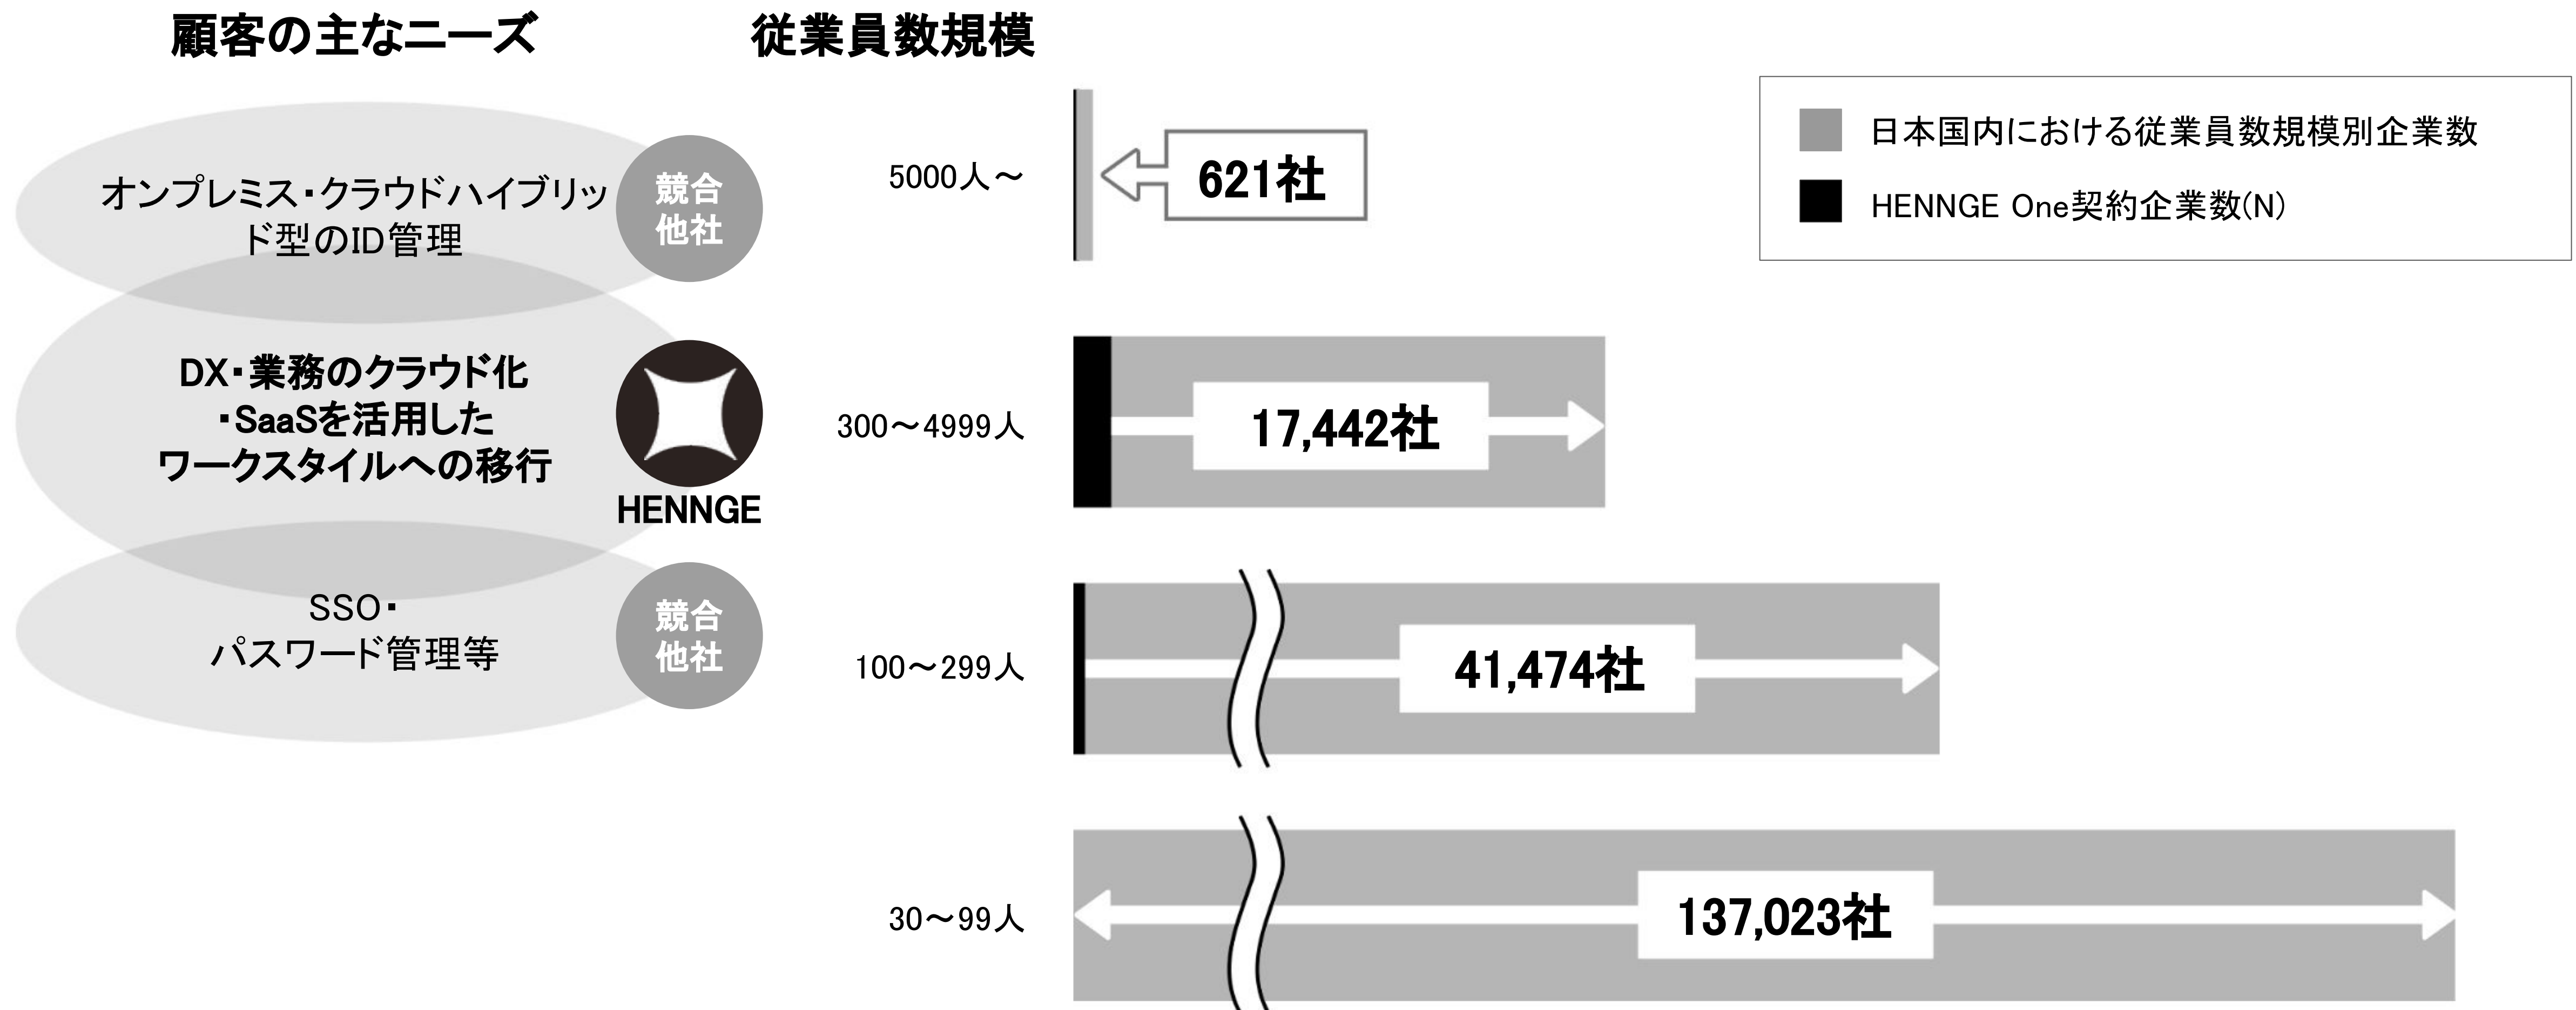 顧客の主なニーズ
従業員数規模
日本国内における従業員数規模別企業数
HENNGE One契約企業数(N)
オンプレミス・クラウドハイブリッ
ド型のID管理
競合
他社
5000人～
621社
DX・業務のクラウド化
・SaaSを活用した
ワークスタイルへの移行
HENNGE
300～4999人
17,442社
SSO・
パスワード管理等
競合
他社
100～299人
41,474社
30～99人
137,023社